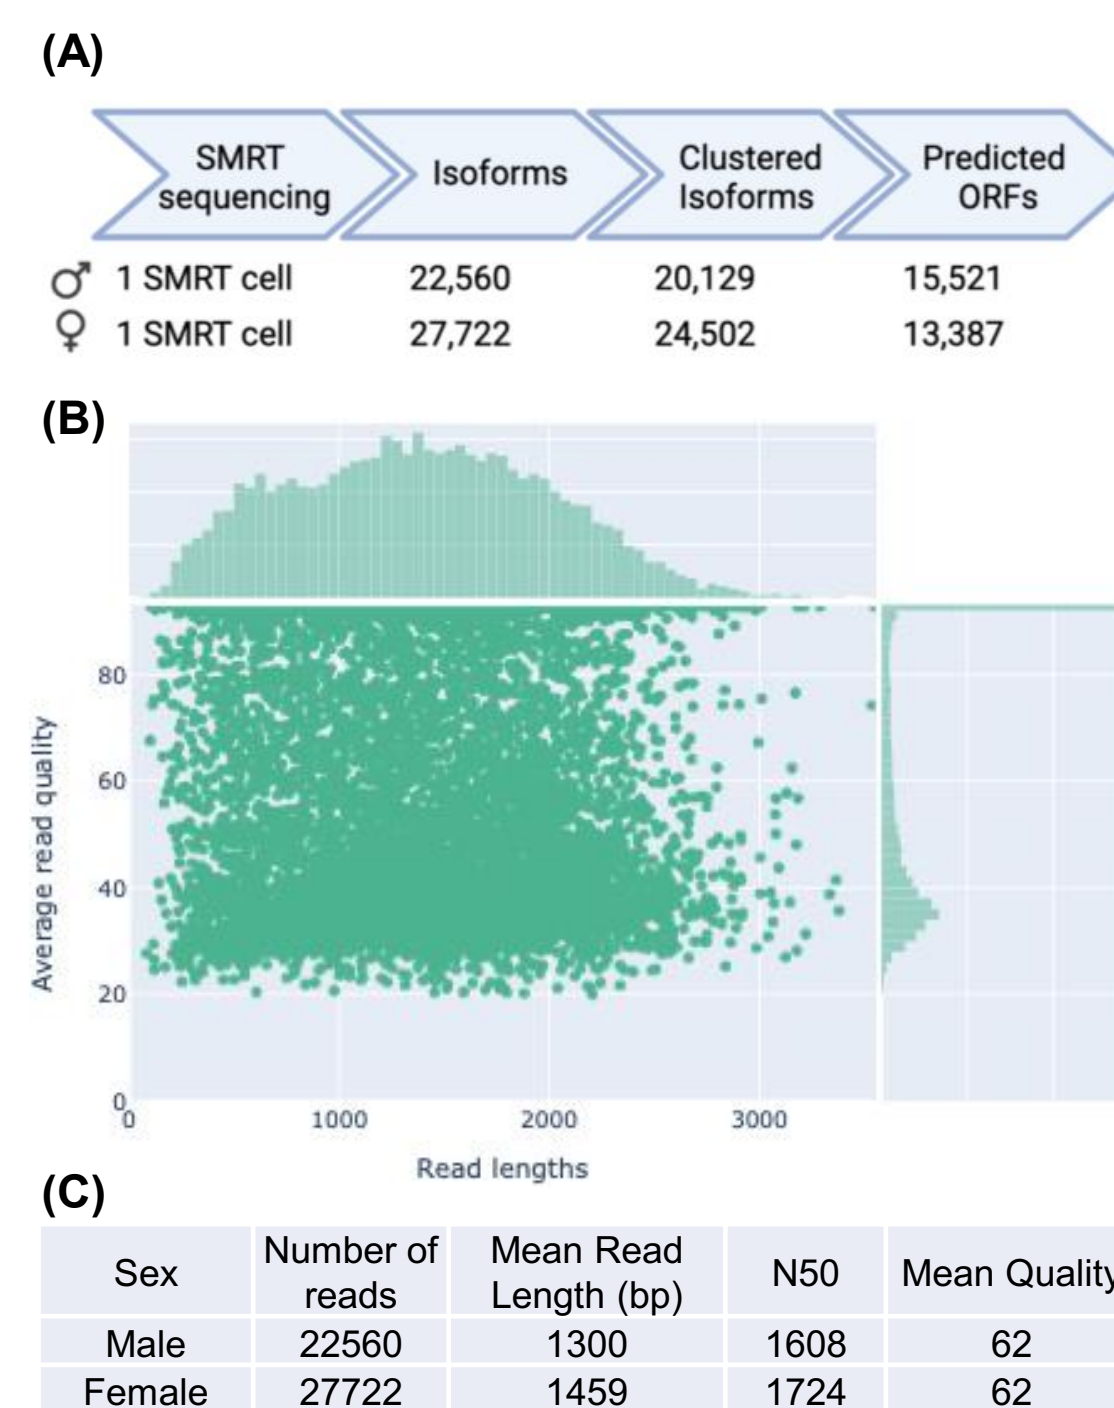 (A)
SMRT
sequencing
Isoforms
Clustered
Isoforms
Predicted
ORFs
♂ 1 SMRT cell 22,560 20,129 15,521
♀ 1 SMRT cell 27,722 24,502 13,387
(B)
80
60
40
20
0
Average read quality
0 1000 2000 3000
Read lengths
(C)
Sex Number of reads Mean Read Length (bp) N50 Mean Quality
Male 22560 1300 1608 62
Female 27722 1459 1724 62